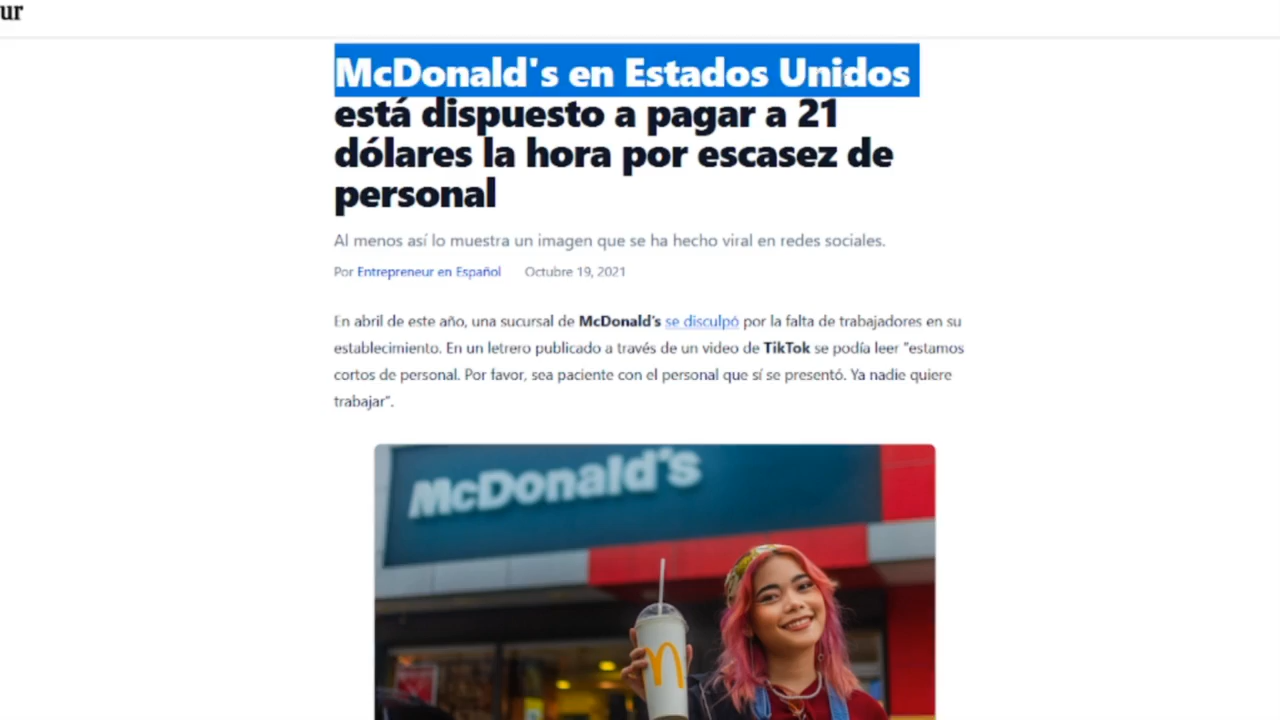 ur
McDonald's en Estados Unidos
está dispuesto a pagar a 21
dólares la hora por escasez de
personal
Al menos así lo muestra un imagen que se ha hecho viral en redes sociales.
Por Entrepreneur en Español Octubre 19, 2021
En abril de este año, una sucursal de McDonald's se disculpó por la falta de trabajadores en su
establecimiento. En un letrero publicado a través de un video de TikTok se podía leer "estamos
cortos de personal. Por favor, sea paciente con el personal que sí se presentó. Ya nadie quiere
trabajar".
McDonald's